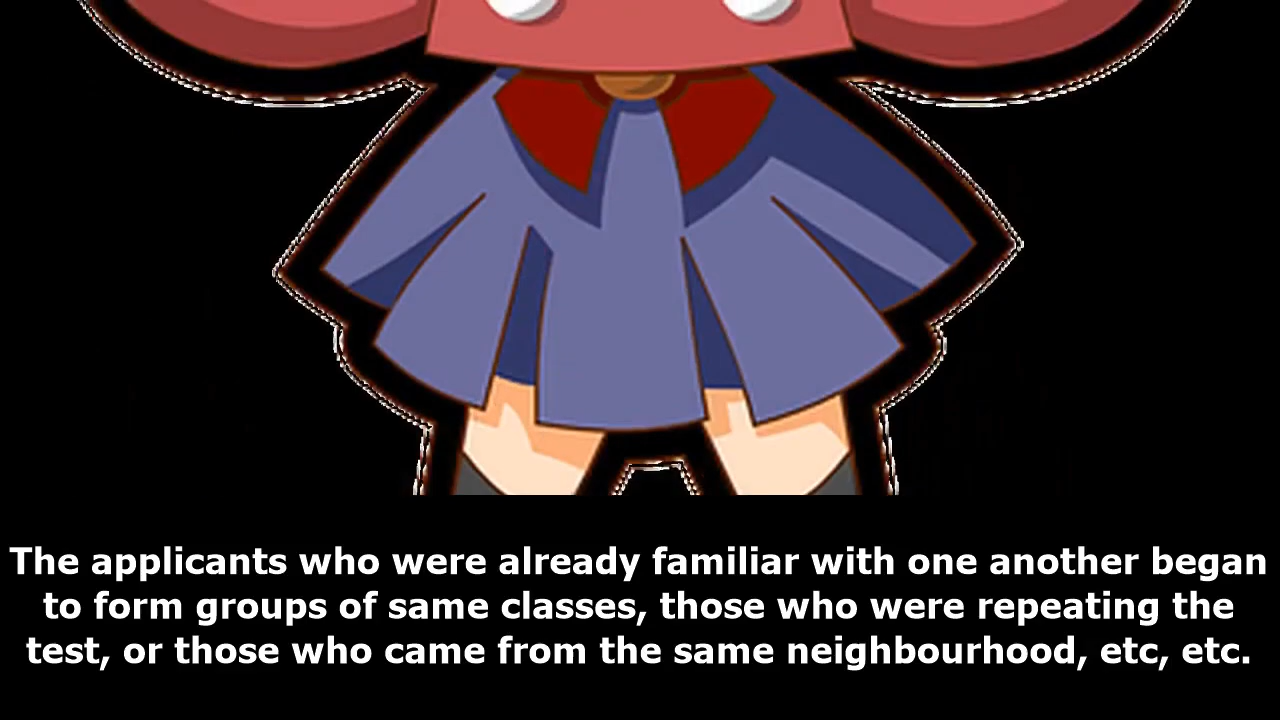 The applicants who were already familiar with one another began
to form groups of same classes, those who were repeating the
test, or those who came from the same neighbourhood, etc, etc.